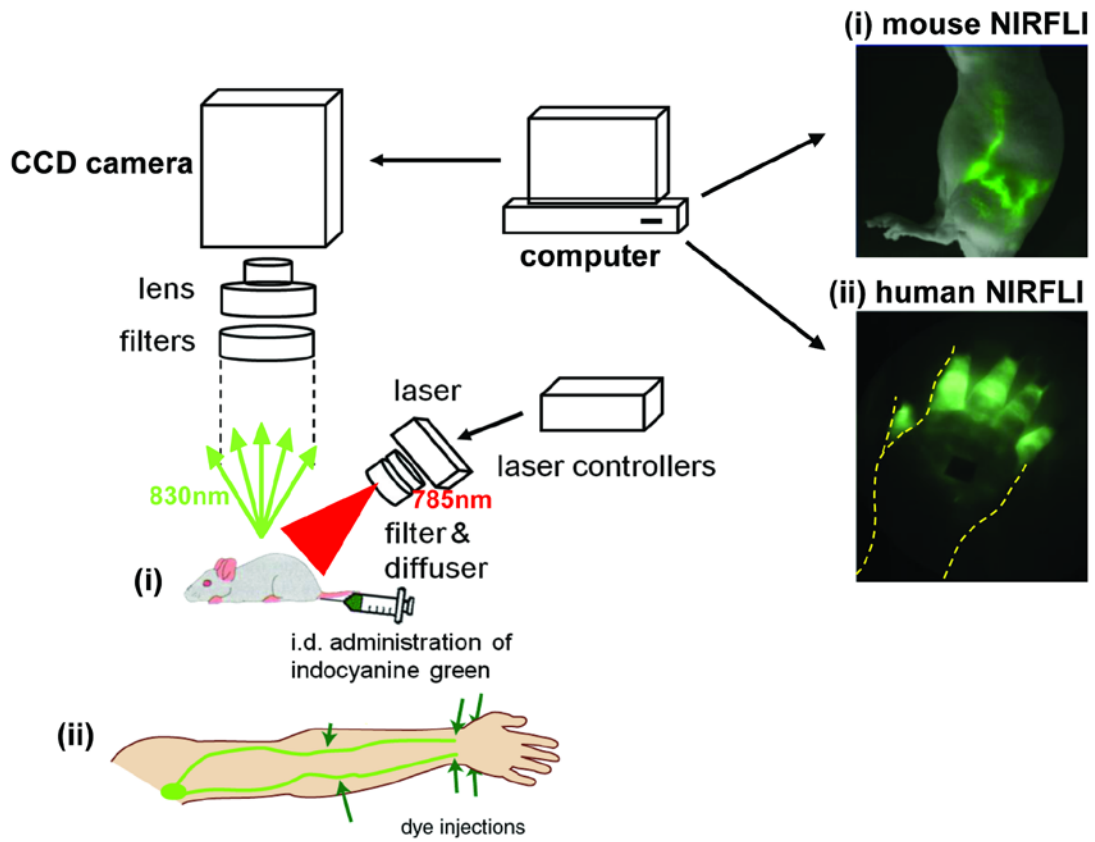 (i) mouse NIRFLI
CCD camera
computer
(ii) human NIRFLI
lens
filters
laser
laser controllers
830nm
785nm
filter &
diffuser
(i)
i.d. administration of
indocyanine green
(ii)
dye injections